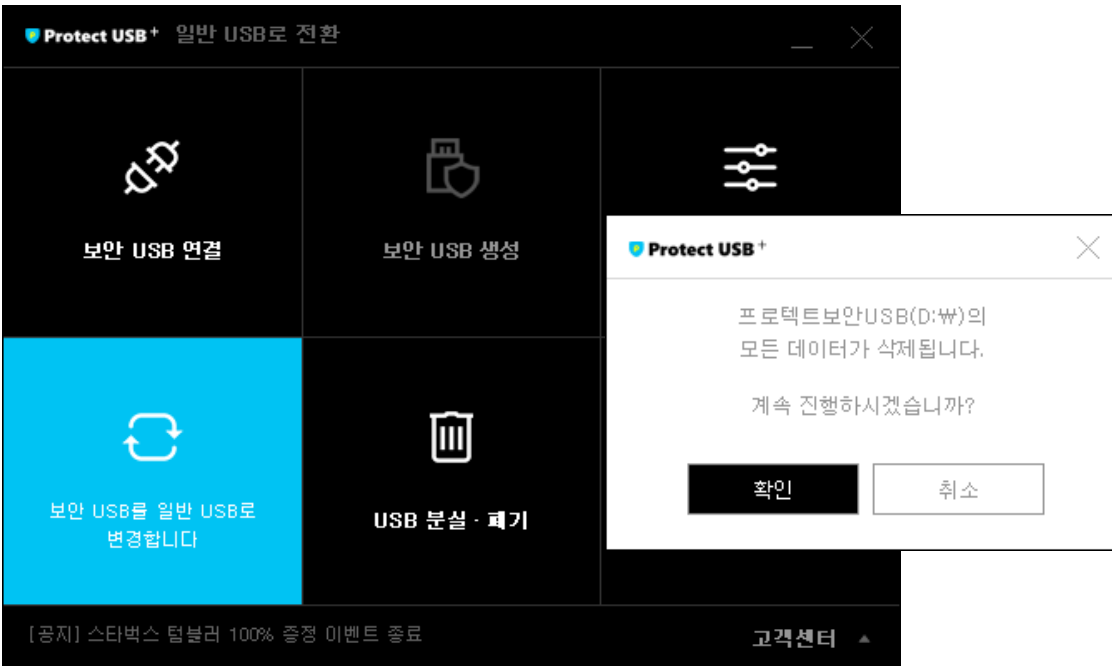 Protect USB+ 일반 USB로 전환
보안 USB 연결
보안 USB 생성
보안 USB를 일반 USB로
변경합니다
USB 분실 · 폐기
Protect USB+
프로텍트보안USB(D:₩)의
모든 데이터가 삭제됩니다.
계속 진행하시겠습니까?
확인
취소
[공지] 스타벅스 텀블러 100% 증정 이벤트 종료
고객센터